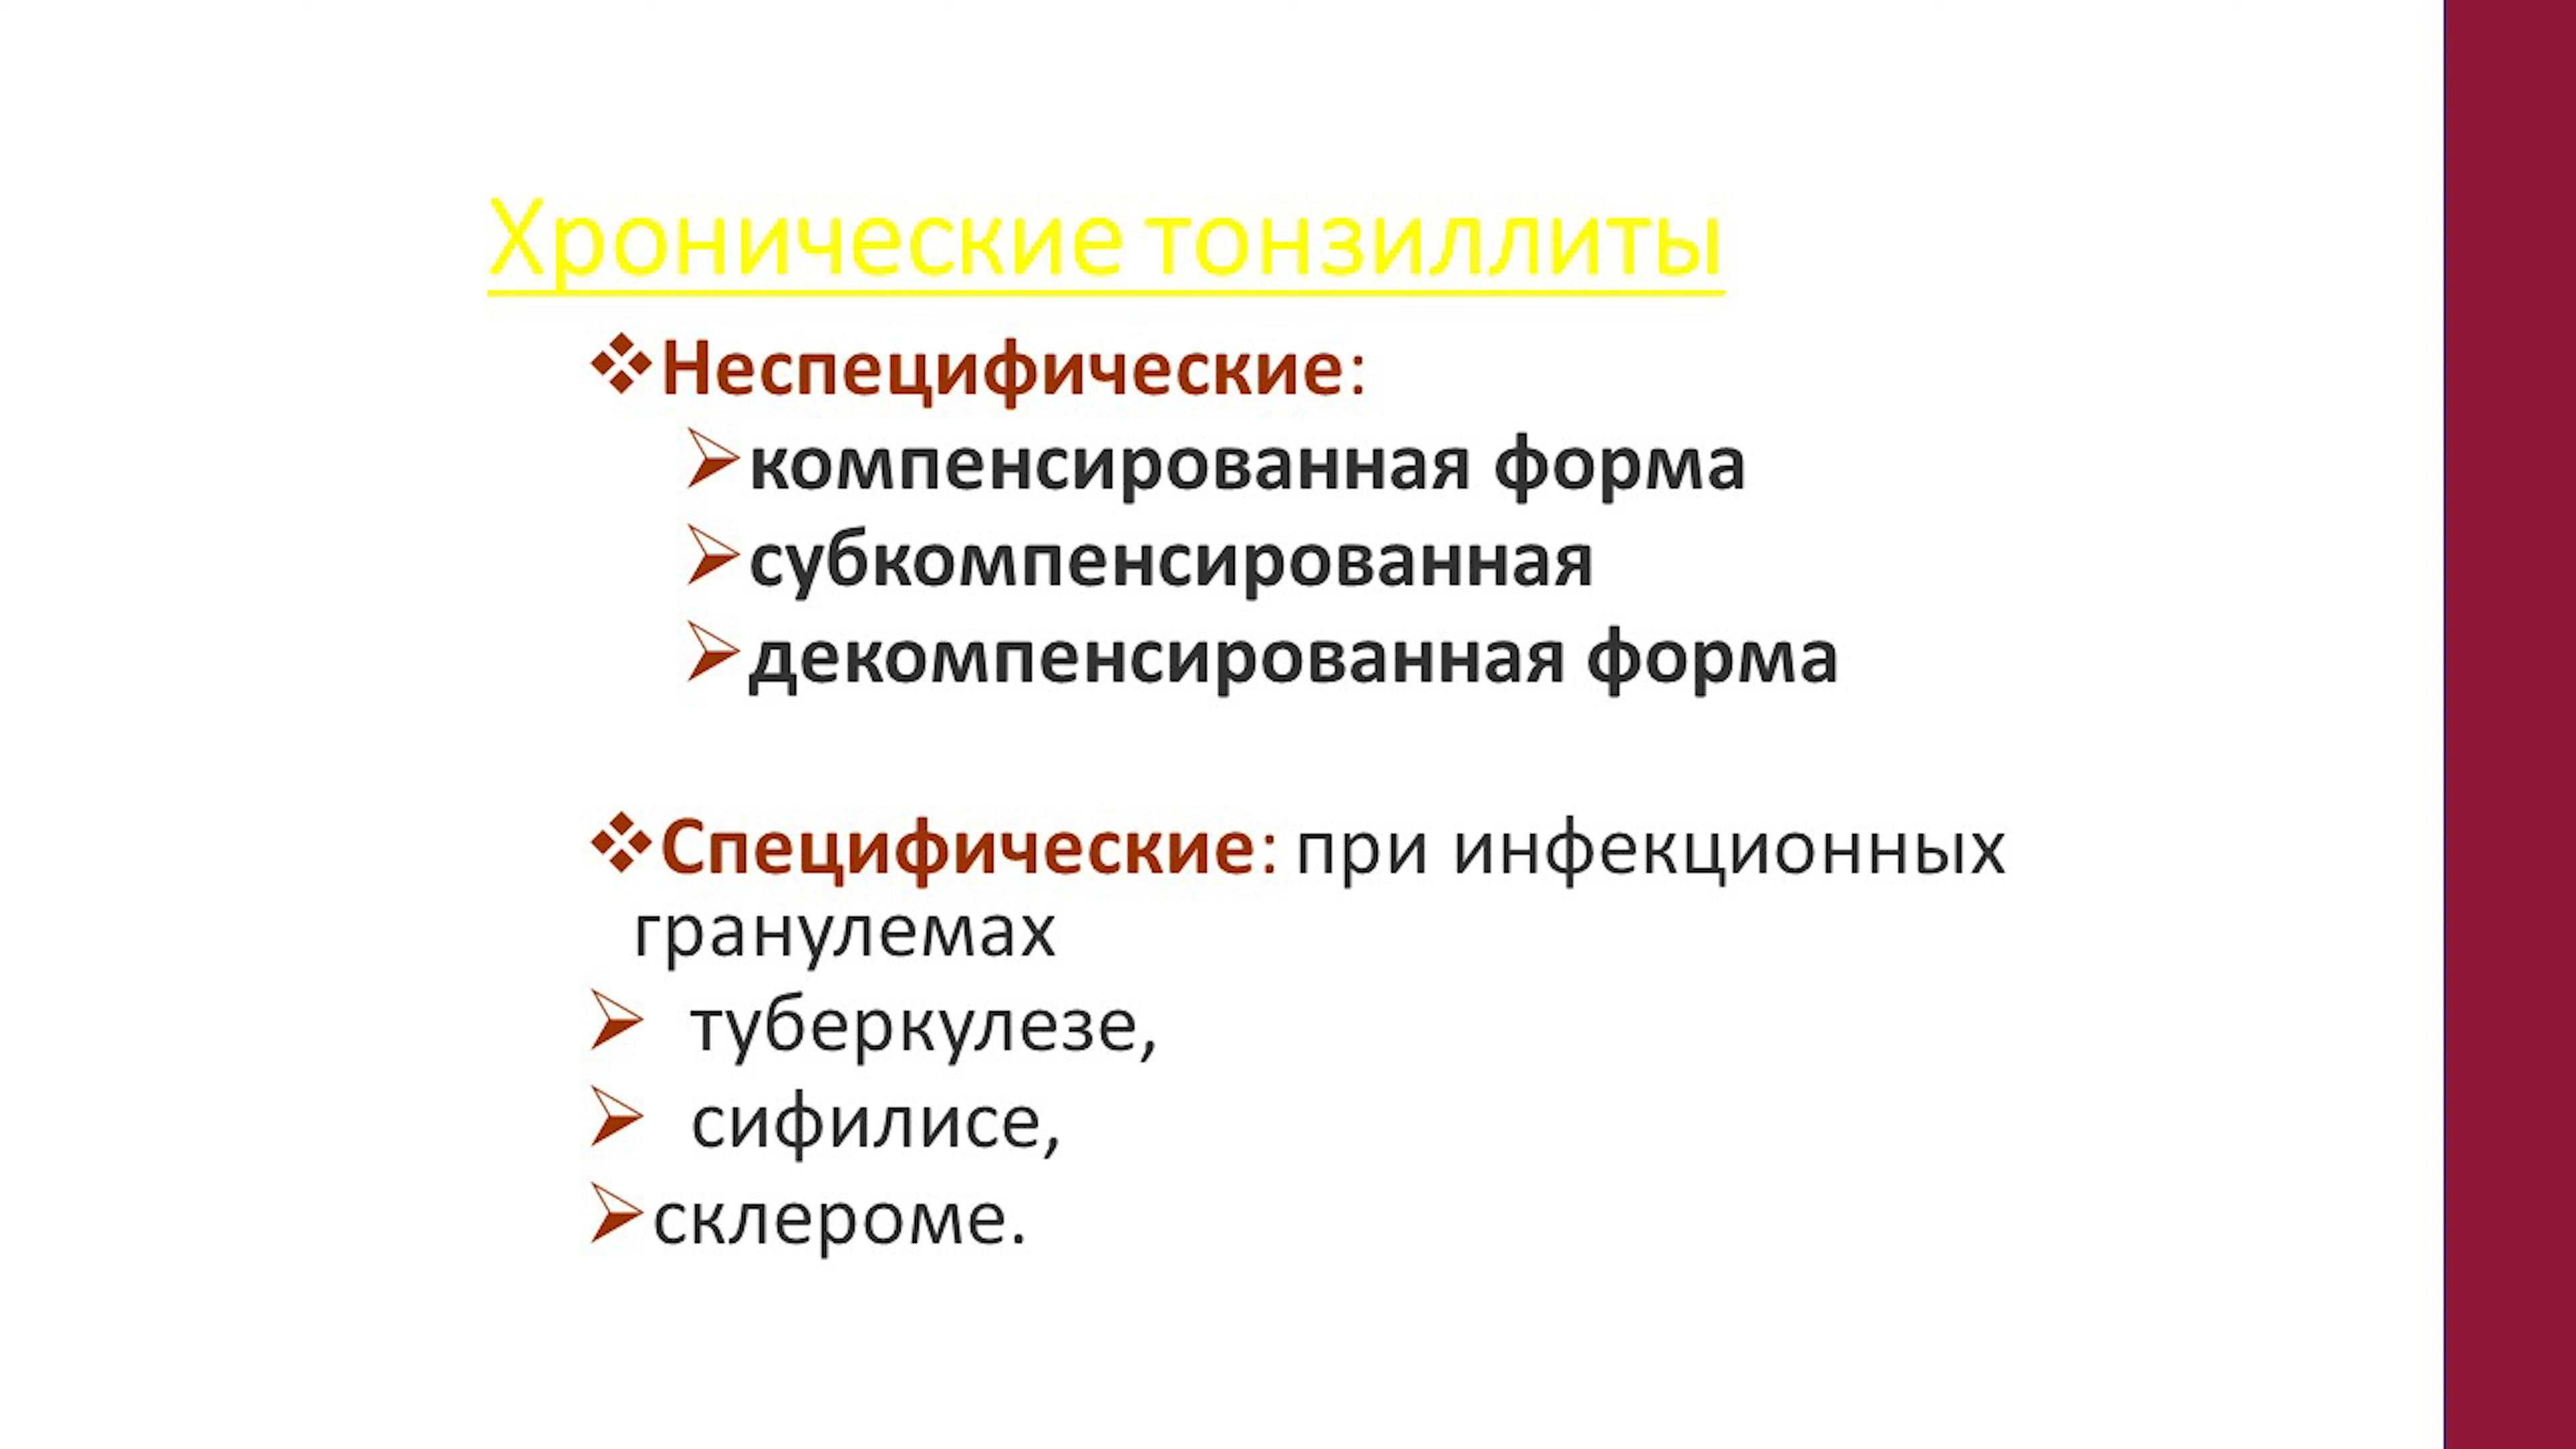 Хронические тонзиллиты
❖Неспецифические:
➢компенсированная форма
➢субкомпенсированная
➢декомпенсированная форма
❖Специфические: при инфекционных
гранулемах
➢ туберкулезе,
➢ сифилисе,
➢склероме.